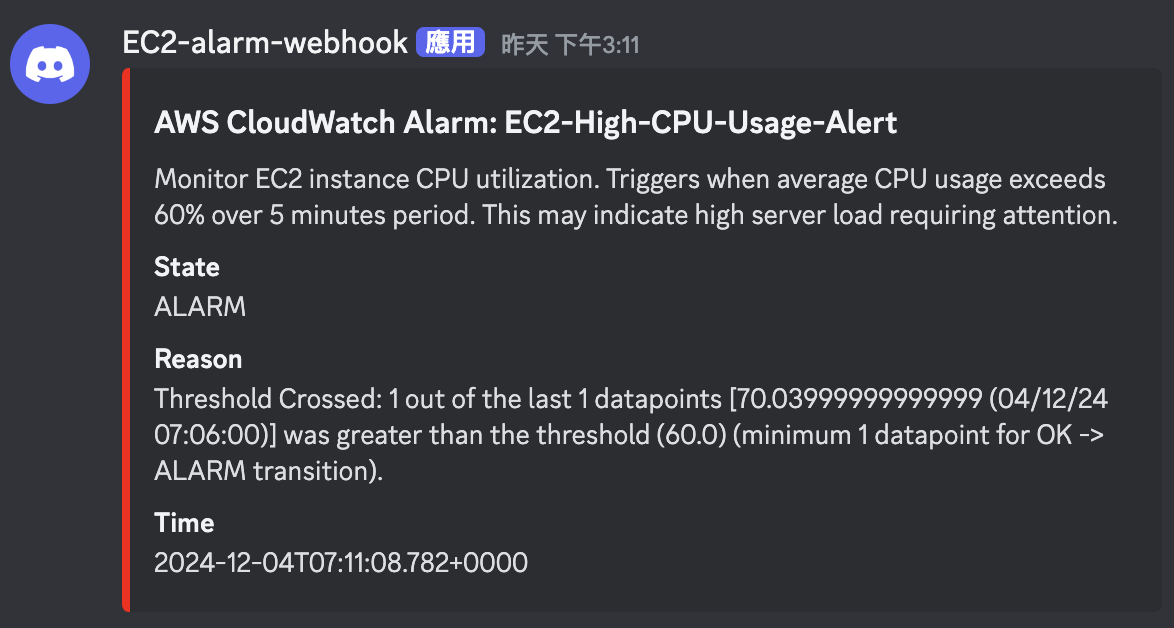 EC2-alarm-webhook 應用 昨天 下午3:11
AWS CloudWatch Alarm: EC2-High-CPU-Usage-Alert
Monitor EC2 instance CPU utilization. Triggers when average CPU usage exceeds
60% over 5 minutes period. This may indicate high server load requiring attention.
State
ALARM
Reason
Threshold Crossed: 1 out of the last 1 datapoints [70.03999999999999 (04/12/24
07:06:00)] was greater than the threshold (60.0) (minimum 1 datapoint for OK ->
ALARM transition).
Time
2024-12-04T07:11:08.782+0000